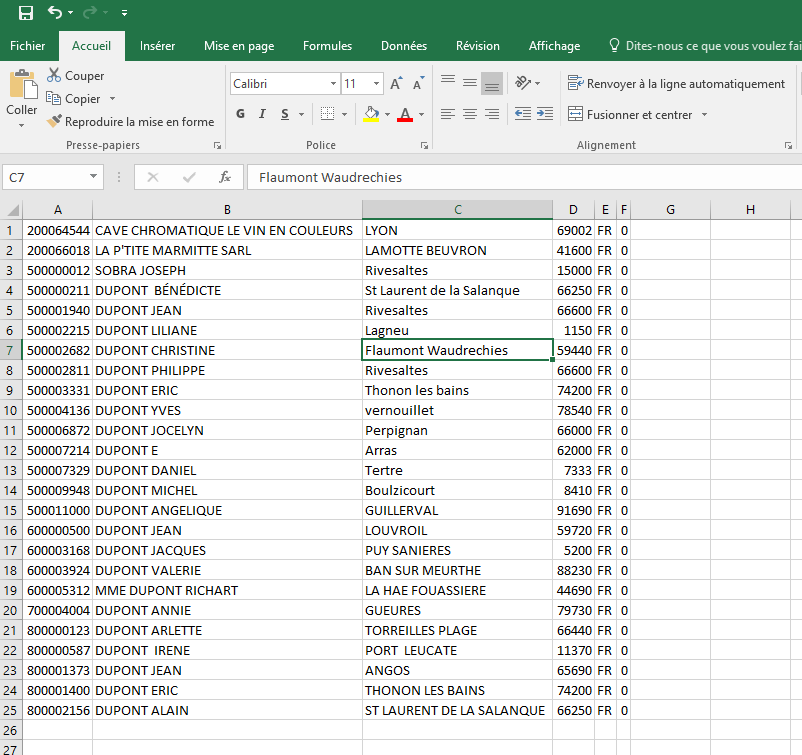 Fichier Accueil Insérer Mise en page Formules Données Révision Affichage Dites-nous ce que vous voulez fai
Coller Couper Calibri 11 A A Renvoyer à la ligne automatiquement
Copier G I S A Fusionner et centrer
Reproduire la mise en forme
Presse-papiers Police Alignement
C7 fx Flaumont Waudrechies
A B C D E F G H
1 200064544 CAVE CHROMATIQUE LE VIN EN COULEURS LYON 69002 FR 0
2 200066018 LA P'TITE MARMITTE SARL LAMOTTE BEUVRON 41600 FR 0
3 500000012 SOBRA JOSEPH Rivesaltes 15000 FR 0
4 500000211 DUPONT  BÉNÉDICTE St Laurent de la Salanque 66250 FR 0
5 500001940 DUPONT JEAN Rivesaltes 66600 FR 0
6 500002215 DUPONT LILIANE Lagneu 1150 FR 0
7 500002682 DUPONT CHRISTINE Flaumont Waudrechies 59440 FR 0
8 500002811 DUPONT PHILIPPE Rivesaltes 66600 FR 0
9 500003331 DUPONT ERIC Thonon les bains 74200 FR 0
10 500004136 DUPONT YVES vernouillet 78540 FR 0
11 500006872 DUPONT JOCELYN Perpignan 66000 FR 0
12 500007214 DUPONT E Arras 62000 FR 0
13 500007329 DUPONT DANIEL Tertre 7333 FR 0
14 500009948 DUPONT MICHEL Boulzicourt 8410 FR 0
15 500011000 DUPONT ANGELIQUE GUILLERVAL 91690 FR 0
16 600000500 DUPONT JEAN LOUVROIL 59720 FR 0
17 600003168 DUPONT JACQUES PUY SANIERES 5200 FR 0
18 600003924 DUPONT VALERIE BAN SUR MEURTHE 88230 FR 0
19 600005312 MME DUPONT RICHART LA HAE FOUASSIERE 44690 FR 0
20 700004004 DUPONT ANNIE GUEURES 79730 FR 0
21 800000123 DUPONT ARLETTE TORREILLES PLAGE 66440 FR 0
22 800000587 DUPONT  IRENE PORT  LEUCATE 11370 FR 0
23 800001373 DUPONT JEAN ANGOS 65690 FR 0
24 800001400 DUPONT ERIC THONON LES BAINS 74200 FR 0
25 800002156 DUPONT ALAIN ST LAURENT DE LA SALANQUE 66250 FR 0
26
27